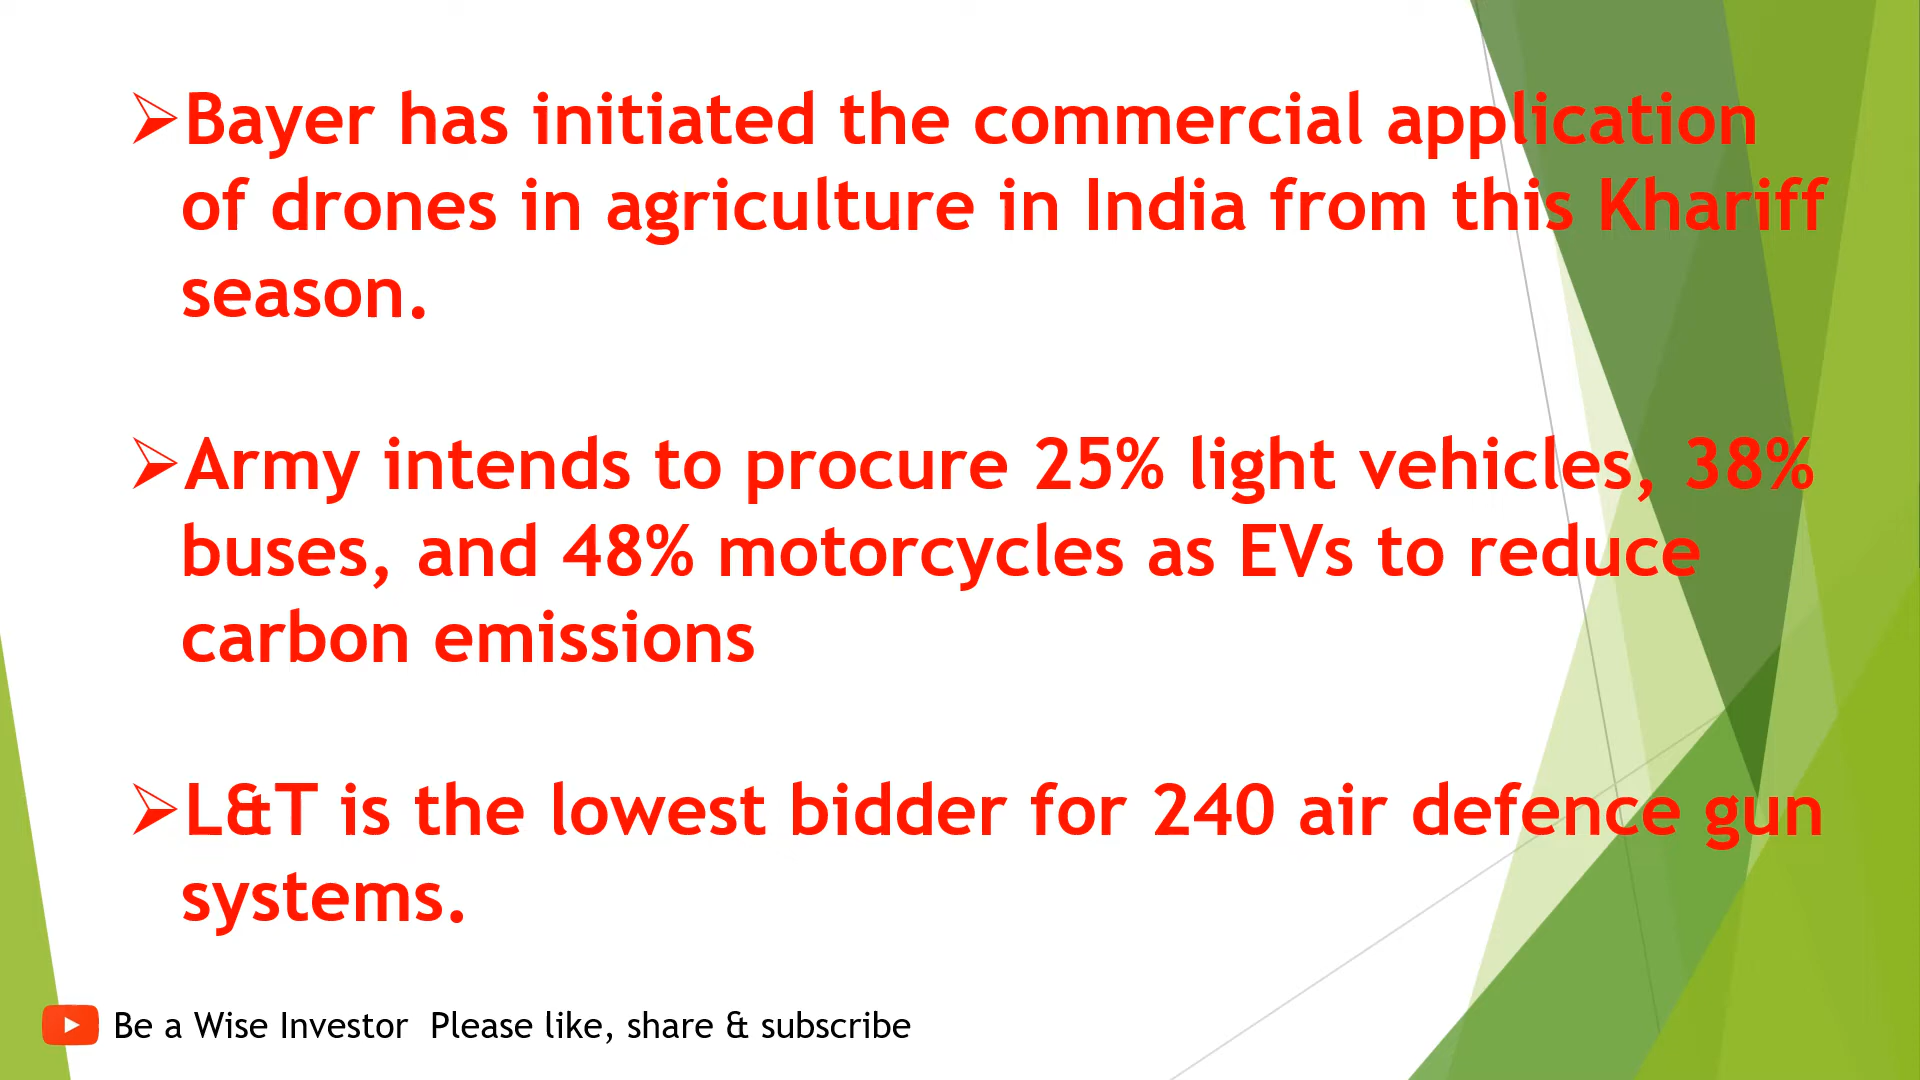 ➢Bayer has initiated the commercial application
of drones in agriculture in India from this Khariff
season.
➢Army intends to procure 25% light vehicles, 38%
buses, and 48% motorcycles as EVs to reduce
carbon emissions
➢L&T is the lowest bidder for 240 air defence gun
systems.
Be a Wise Investor  Please like, share & subscribe